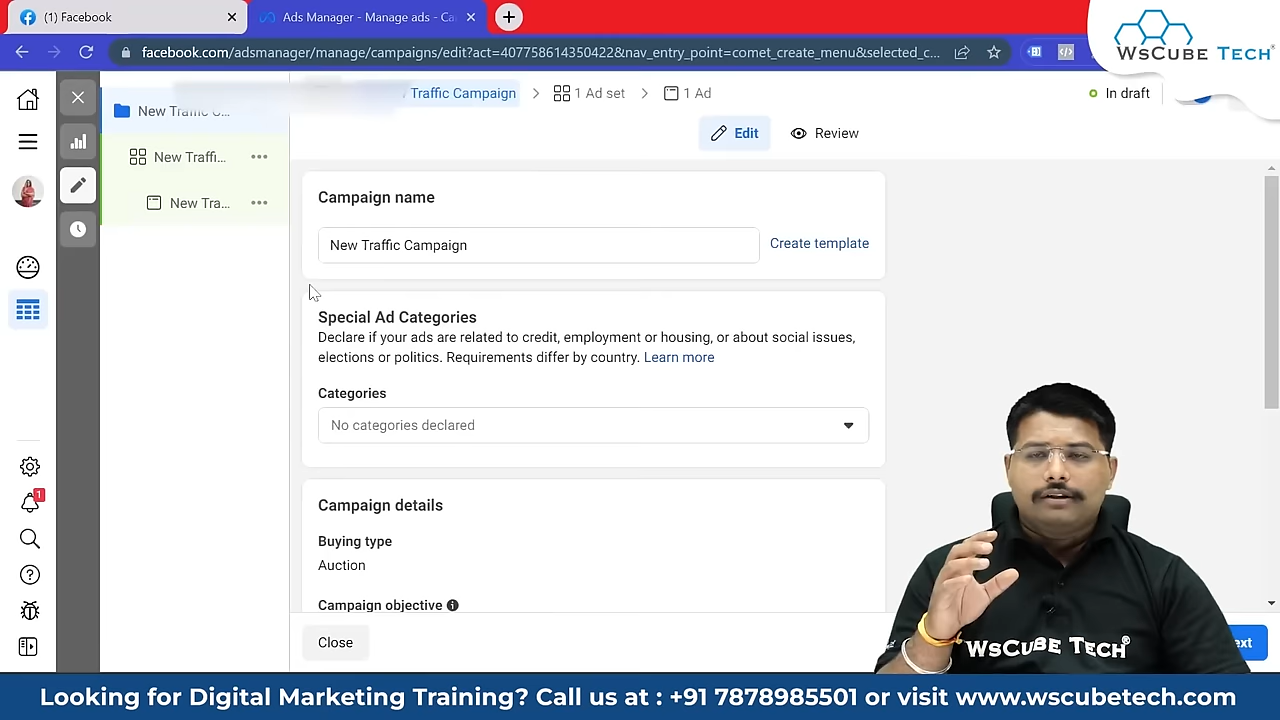 (1) Facebook
Ads Manager - Manage ads - Ca
facebook.com/adsmanager/manage/campaigns/edit?act=407758614350422&nav_entry_point=comet_create_menu&selected_c...
WsCube Tech®
Traffic Campaign
1 Ad set
1 Ad
In draft
New Traffic C...
New Traffi...
New Tra...
Edit
Review
Campaign name
New Traffic Campaign
Create template
Special Ad Categories
Declare if your ads are related to credit, employment or housing, or about social issues,
elections or politics. Requirements differ by country. Learn more
Categories
No categories declared
Campaign details
Buying type
Auction
Campaign objective
1
Close
ext
WsCube Tech®
Looking for Digital Marketing Training? Call us at : +91 7878985501 or visit www.wscubetech.com